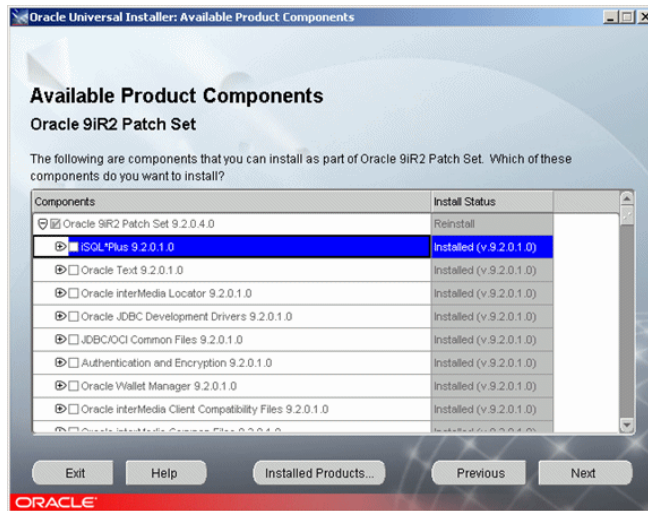 Oracle Universal Installer: Available Product Components
Available Product Components
Oracle 9iR2 Patch Set
The following are components that you can install as part of Oracle 9iR2 Patch Set. Which of these
components do you want to install?
Components Install Status
Oracle 9iR2 Patch Set 9.2.0.4.0 Reinstall
iSQL*Plus 9.2.0.1.0 Installed (v.9.2.0.1.0)
Oracle Text 9.2.0.1.0 Installed (v.9.2.0.1.0)
Oracle interMedia Locator 9.2.0.1.0 Installed (v.9.2.0.1.0)
Oracle JDBC Development Drivers 9.2.0.1.0 Installed (v.9.2.0.1.0)
JDBC/OCI Common Files 9.2.0.1.0 Installed (v.9.2.0.1.0)
Authentication and Encryption 9.2.0.1.0 Installed (v.9.2.0.1.0)
Oracle Wallet Manager 9.2.0.1.0 Installed (v.9.2.0.1.0)
Oracle interMedia Client Compatibility Files 9.2.0.1.0 Installed (v.9.2.0.1.0)
Exit Help Installed Products... Previous Next
ORACLE